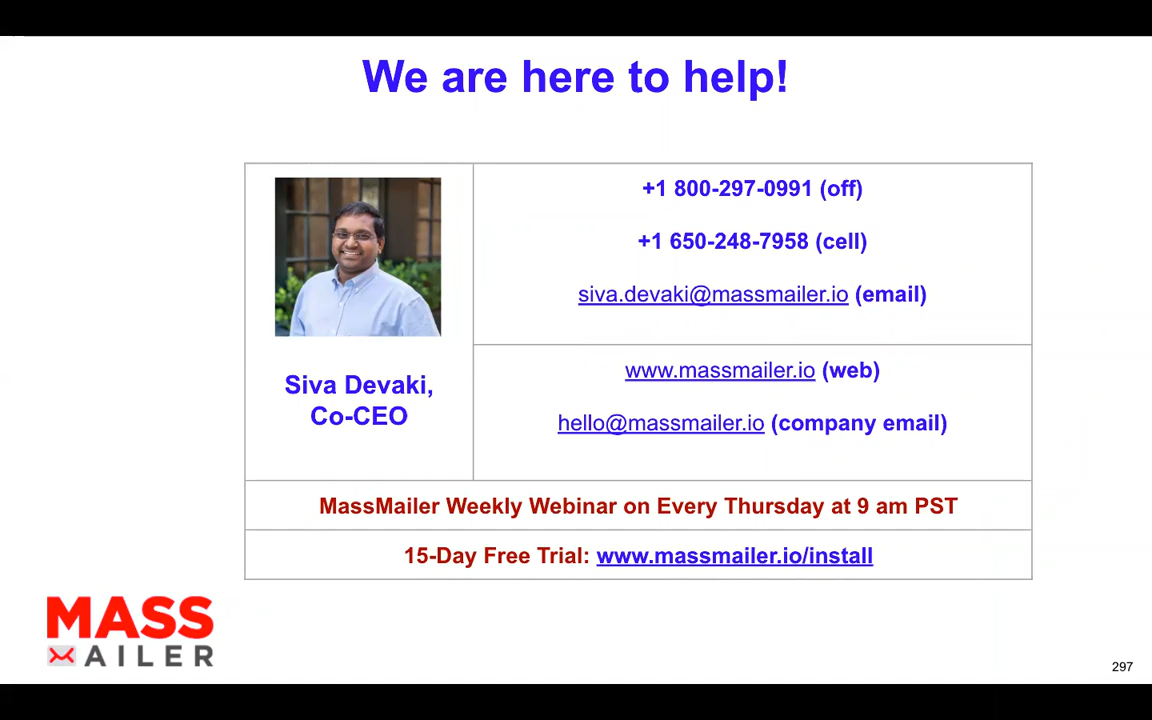 We are here to help!
+1 800-297-0991 (off)
+1 650-248-7958 (cell)
siva.devaki@massmailer.io (email)
Siva Devaki,
Co-CEO
www.massmailer.io (web)
hello@massmailer.io (company email)
MassMailer Weekly Webinar on Every Thursday at 9 am PST
15-Day Free Trial: www.massmailer.io/install
MASS
AILER
297